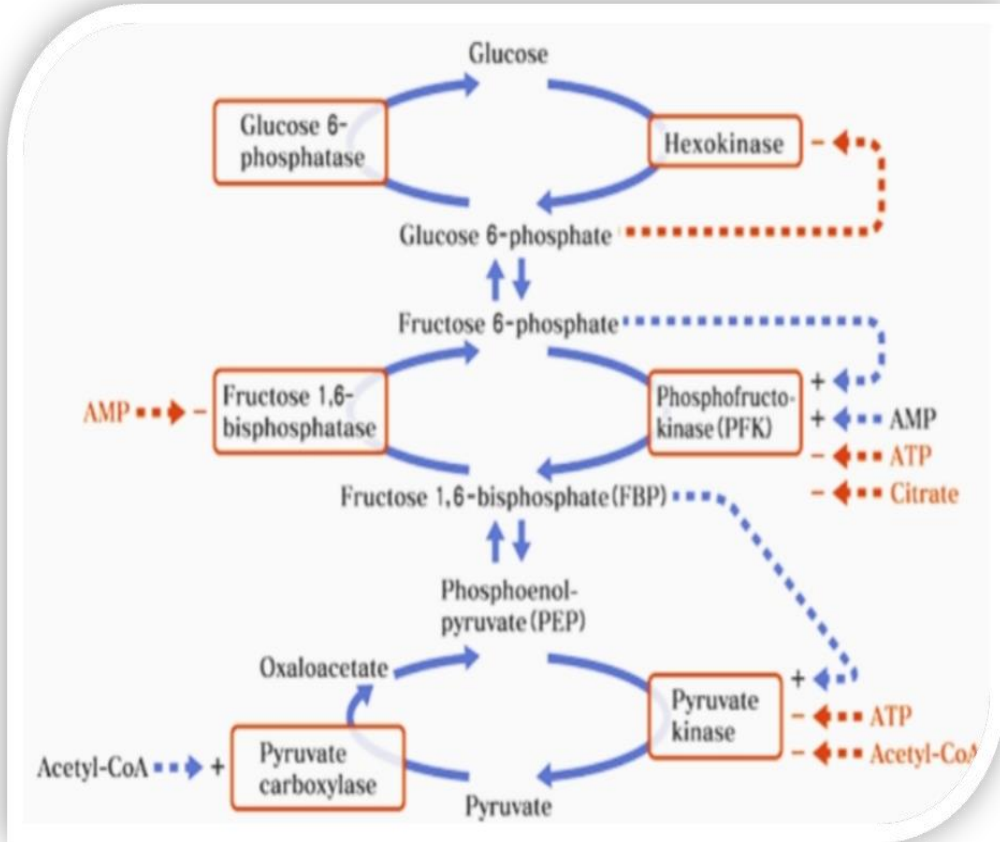 Glucose
Glucose 6-
phosphatase
Hexokinase
−
Glucose 6-phosphate
Fructose 6-phosphate
AMP
−
Fructose 1,6-
bisphosphatase
Phosphofructo-
kinase (PFK)
+
+ AMP
− ATP
− Citrate
Fructose 1,6-bisphosphate (FBP)
Phosphoenol-
pyruvate (PEP)
Oxaloacetate
Pyruvate
kinase
+
− ATP
− Acetyl-CoA
Acetyl-CoA
+
Pyruvate
carboxylase
Pyruvate